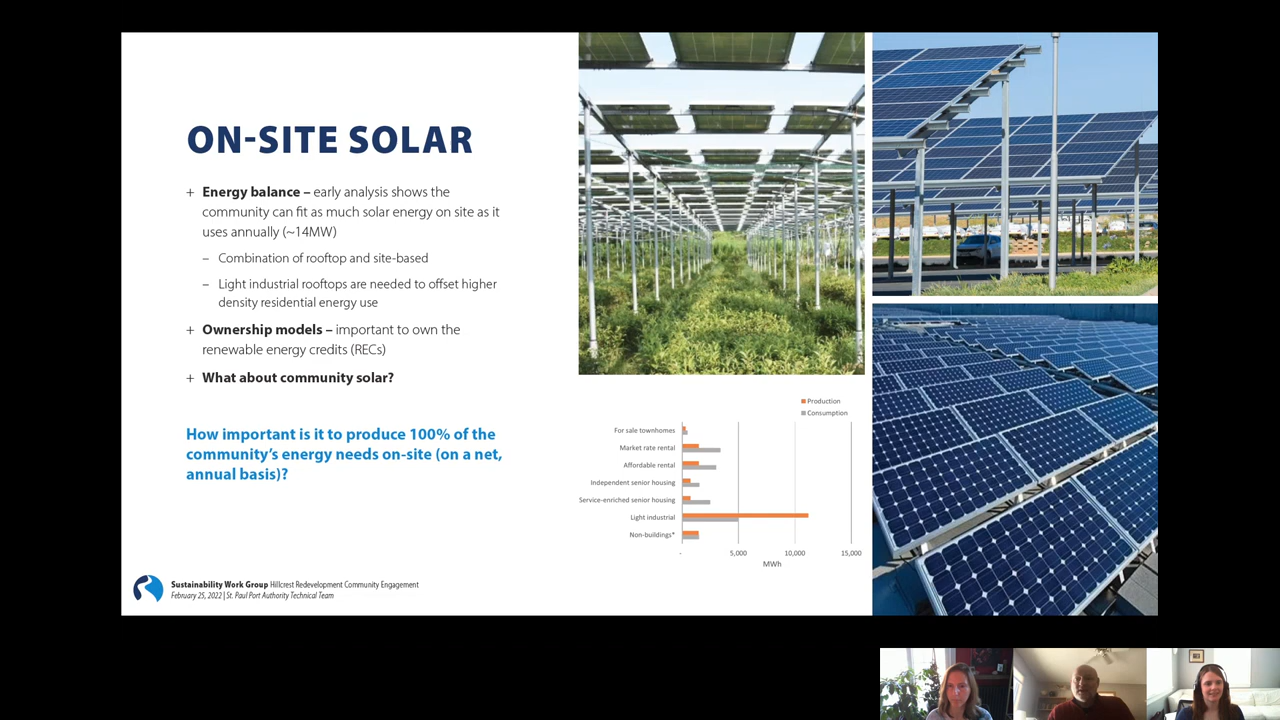 ON-SITE SOLAR
+ Energy balance – early analysis shows the
community can fit as much solar energy on site as it
uses annually (~14MW)
– Combination of rooftop and site-based
– Light industrial rooftops are needed to offset higher
density residential energy use
+ Ownership models – important to own the
renewable energy credits (RECs)
+ What about community solar?
How important is it to produce 100% of the
community's energy needs on-site (on a net,
annual basis)?
Production
Consumption
For sale townhomes
Market rate rental
Affordable rental
Independent senior housing
Service-enriched senior housing
Light industrial
Non-buildings*
- 5,000 10,000 15,000
MWh
Sustainability Work Group Hillcrest Redevelopment Community Engagement
February 25, 2022 | St. Paul Port Authority Technical Team